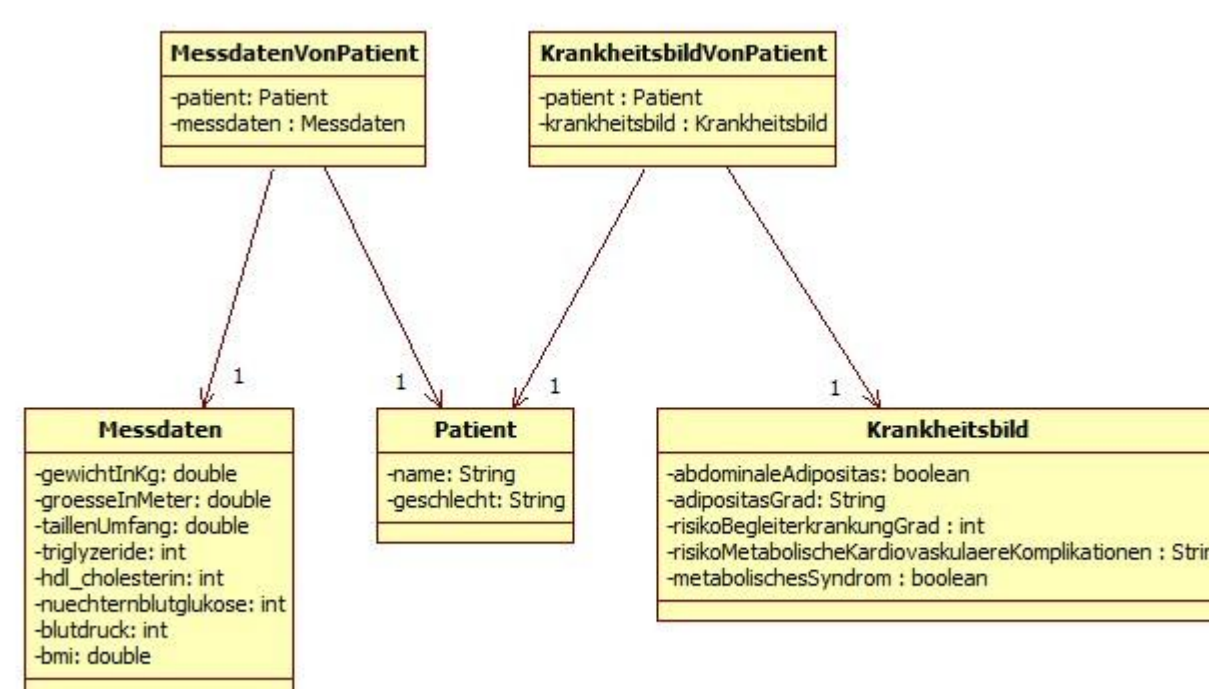 MessdatenVonPatient
-patient: Patient
-messdaten : Messdaten
KrankheitsbildVonPatient
-patient : Patient
-krankheitsbild : Krankheitsbild
1
1
1
1
Messdaten
-gewichtInKg: double
-groesseInMeter: double
-taillenUmfang: double
-triglyzeride: int
-hdl_cholesterin: int
-nuechternblutglukose: int
-blutdruck: int
-bmi: double
Patient
-name: String
-geschlecht: String
Krankheitsbild
-abdominaleAdipositas: boolean
-adipositasGrad: String
-risikoBegleiterkrankungGrad : int
-risikoMetabolischeKardiovaskulaereKomplikationen :
-metabolischesSyndrom : boolean